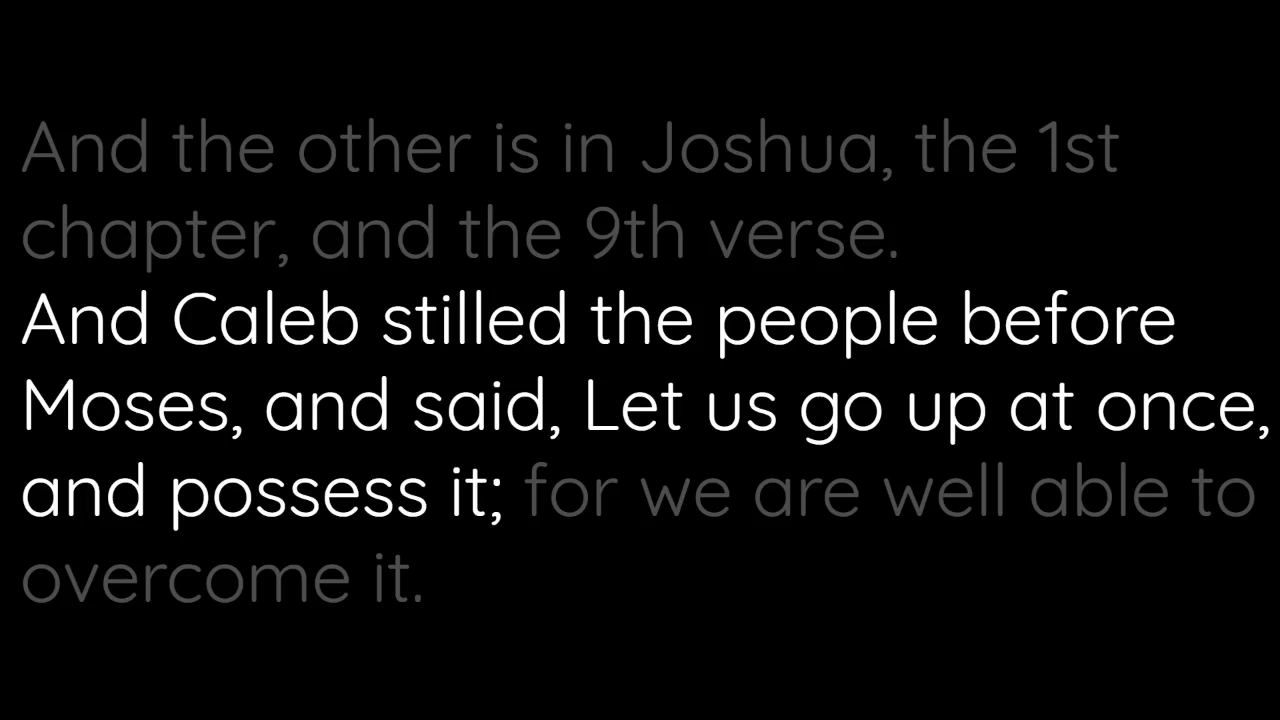 And the other is in Joshua, the 1st
chapter, and the 9th verse.
And Caleb stilled the people before
Moses, and said, Let us go up at once,
and possess it; for we are well able to
overcome it.